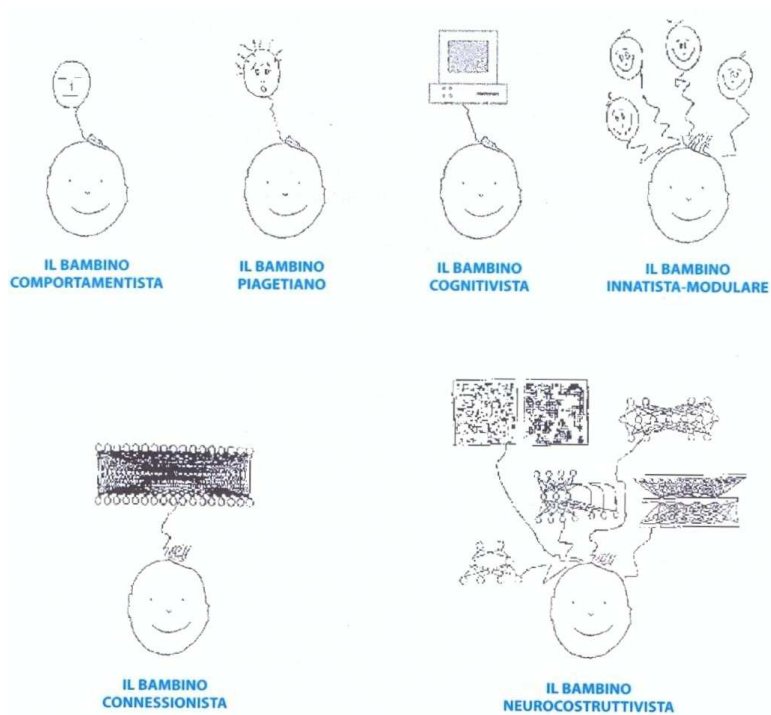 IL BAMBINO
COMPORTAMENTISTA
IL BAMBINO
PIAGETIANO
IL BAMBINO
COGNITIVISTA
IL BAMBINO
INNATISTA-MODULARE
IL BAMBINO
CONNESSIONISTA
IL BAMBINO
NEUROCOSTRUTTIVISTA